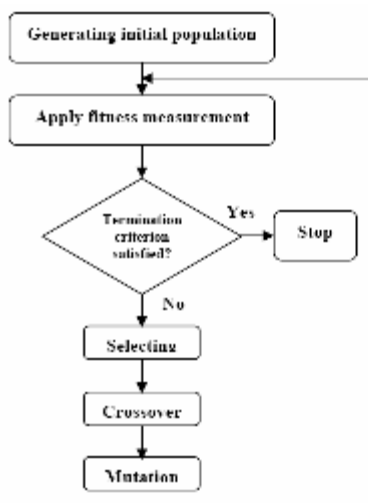 Generating initial population
Apply fitness measurement
Termination
criterion
satisfied?
Yes
Stop
No
Selecting
Crossover
Mutation